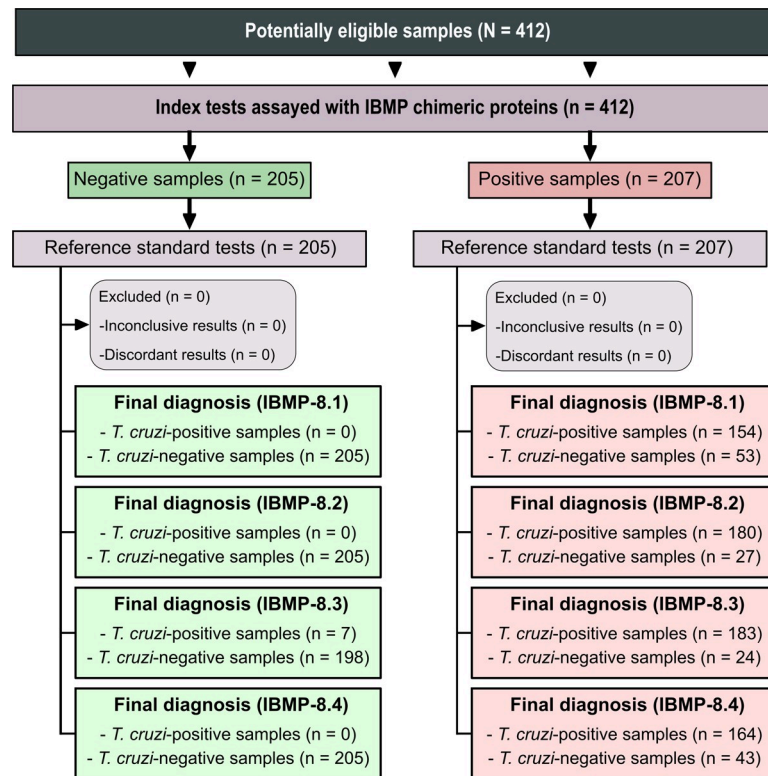 Potentially eligible samples (N = 412)
Index tests assayed with IBMP chimeric proteins (n = 412)
Negative samples (n = 205)
Positive samples (n = 207)
Reference standard tests (n = 205)
Reference standard tests (n = 207)
Excluded (n = 0)
-Inconclusive results (n = 0)
-Discordant results (n = 0)
Excluded (n = 0)
-Inconclusive results (n = 0)
-Discordant results (n = 0)
Final diagnosis (IBMP-8.1)
- T. cruzi-positive samples (n = 0)
- T. cruzi-negative samples (n = 205)
Final diagnosis (IBMP-8.1)
- T. cruzi-positive samples (n = 154)
- T. cruzi-negative samples (n = 53)
Final diagnosis (IBMP-8.2)
- T. cruzi-positive samples (n = 0)
- T. cruzi-negative samples (n = 205)
Final diagnosis (IBMP-8.2)
- T. cruzi-positive samples (n = 180)
- T. cruzi-negative samples (n = 27)
Final diagnosis (IBMP-8.3)
- T. cruzi-positive samples (n = 7)
- T. cruzi-negative samples (n = 198)
Final diagnosis (IBMP-8.3)
- T. cruzi-positive samples (n = 183)
- T. cruzi-negative samples (n = 24)
Final diagnosis (IBMP-8.4)
- T. cruzi-positive samples (n = 0)
- T. cruzi-negative samples (n = 205)
Final diagnosis (IBMP-8.4)
- T. cruzi-positive samples (n = 164)
- T. cruzi-negative samples (n = 43)